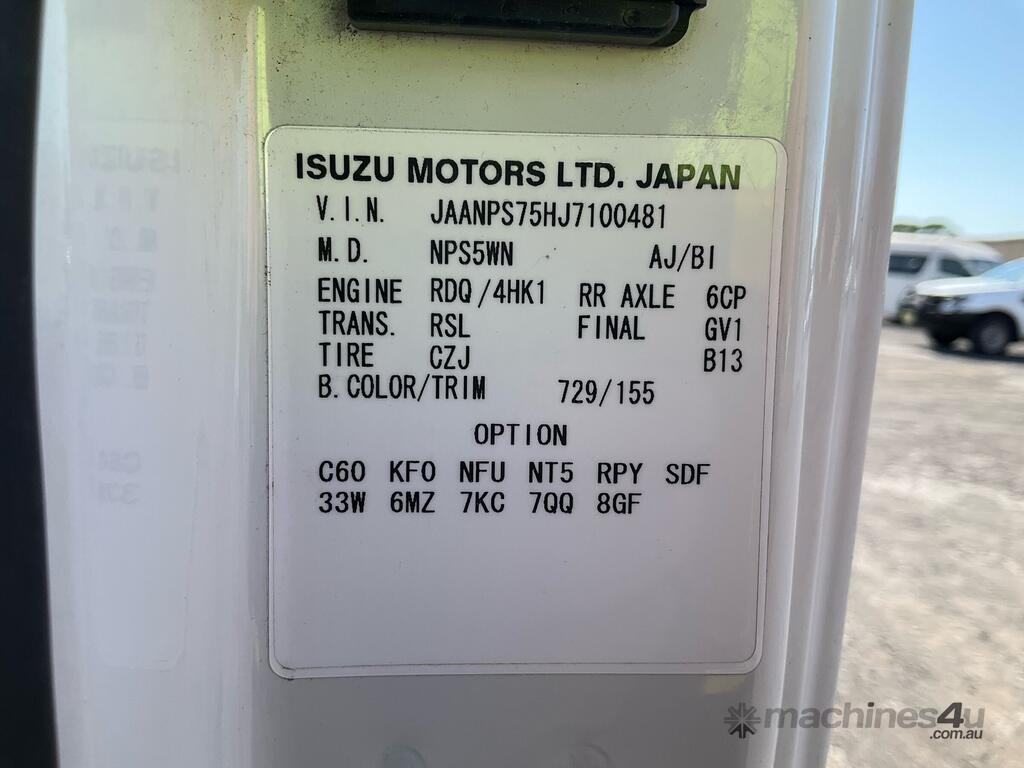 ISUZU MOTORS LTD. JAPAN
V.I.N. JAANPS75HJ7100481
M.D. NPS5WN AJ/BI
ENGINE RDQ/4HK1 RR AXLE 6CP
TRANS. RSL FINAL GV1
TIRE CZJ B13
B.COLOR/TRIM 729/155
OPTION
C60 KF0 NFU NT5 RPY SDF
33W 6MZ 7KC 7QQ 8GF
machines4u
.com.au